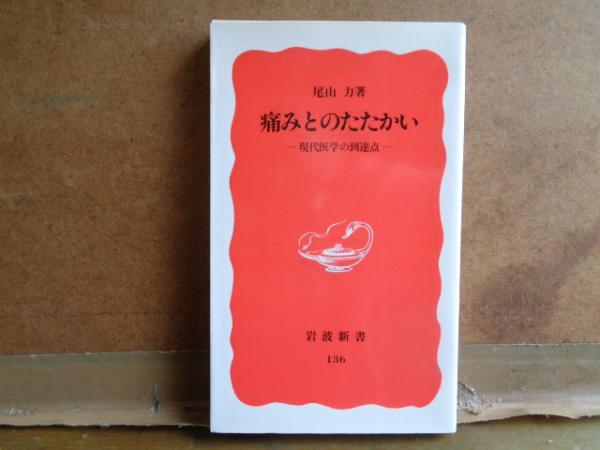 尾山 力著
痛みとのたたかい
―現代医学の到達点―
岩波新書
136